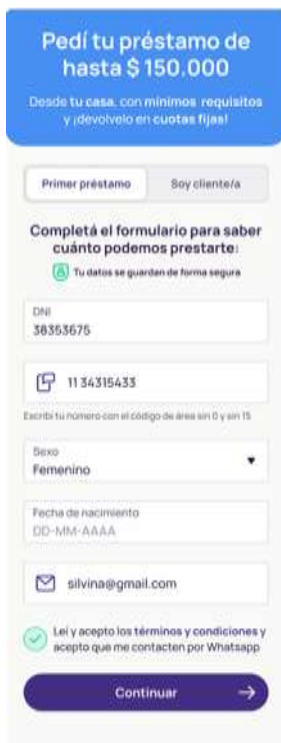 Pedí tu préstamo de
hasta $ 150.000
Desde tu casa, con mínimos requisitos
y ¡devolvelo en cuotas fijas!
Primer préstamo
Soy cliente/a
Completá el formulario para saber
cuánto podemos prestarte:
Tu datos se guardan de forma segura
DNI
38353675
11 34315433
Escribí tu número con el código de área sin 0 y sin 15
Sexo
Femenino
Fecha de nacimiento
DD-MM-AAAA
silvina@gmail.com
Leí y acepto los términos y condiciones y
acepto que me contacten por Whatsapp
Continuar